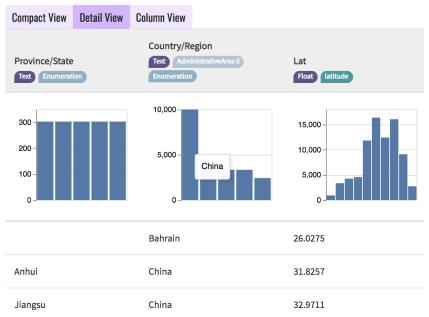 Compact View Detail View Column View
Country/Region
Province/State Text AdministrativeArea 0 Lat
Text Enumeration Enumeration Float latitude
300 10,000 15,000
200 5,000 10,000
100 China 5,000
0 0 0
Bahrain 26.0275
Anhui China 31.8257
Jiangsu China 32.9711